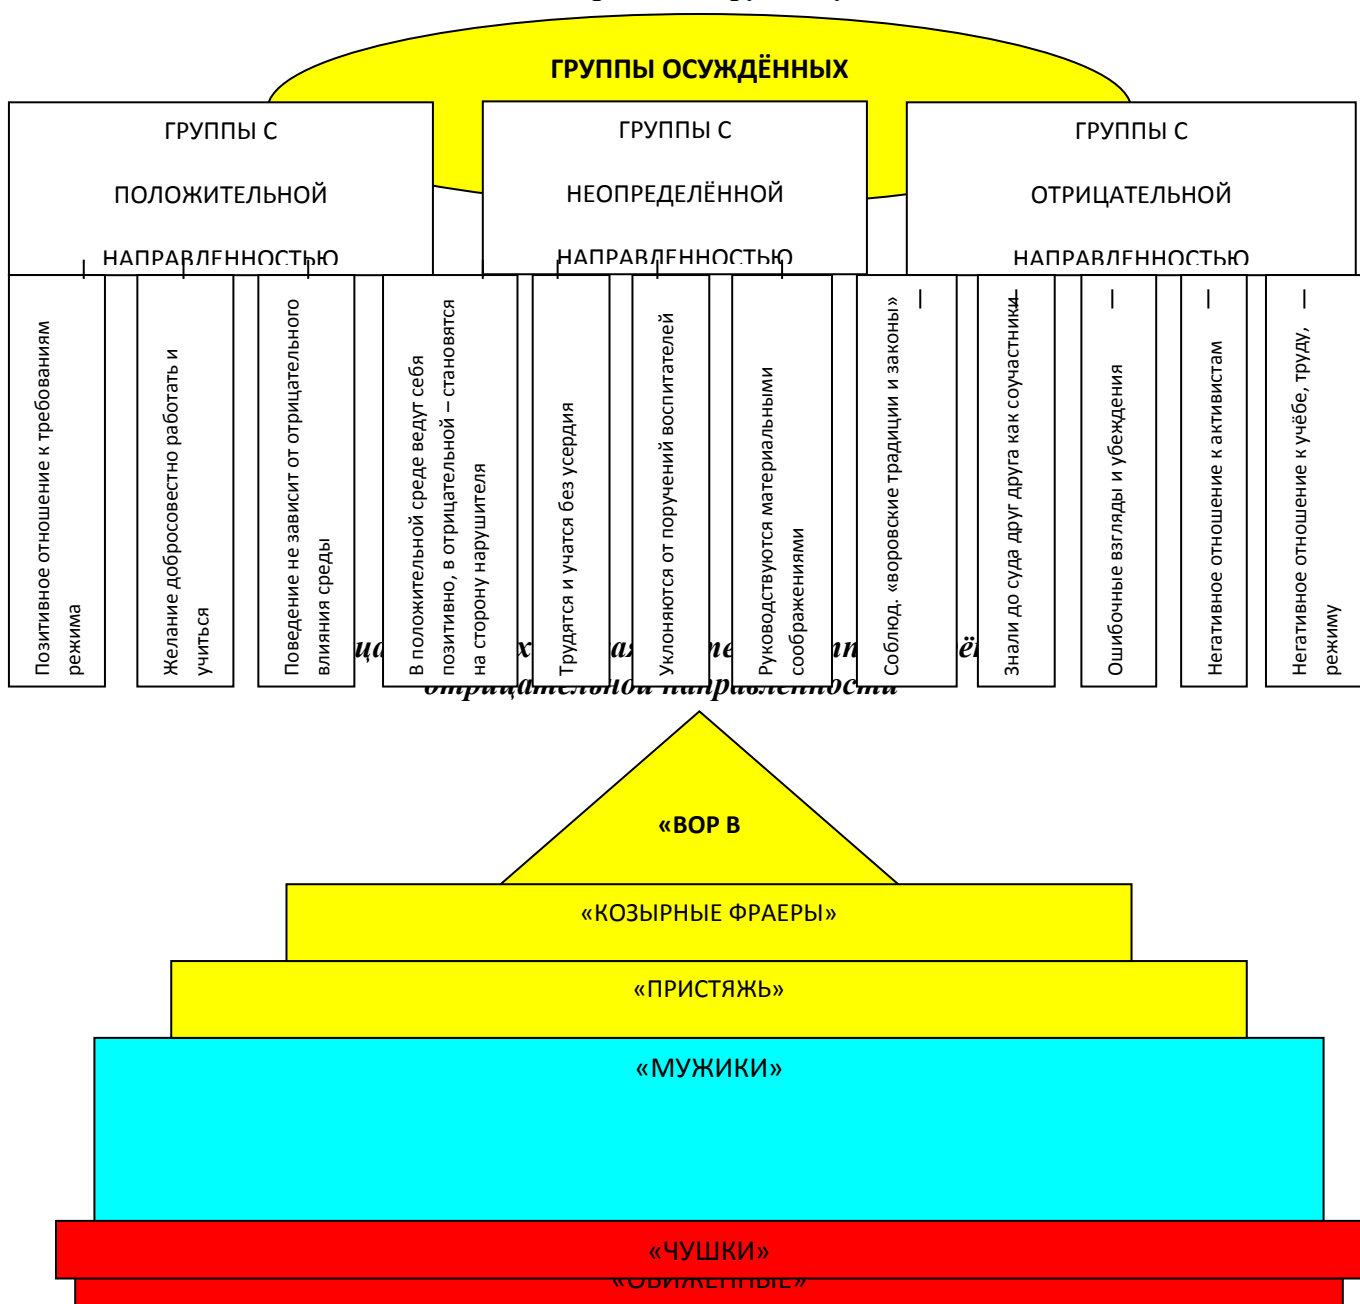 ГРУППЫ ОСУЖДЁННЫХ
ГРУППЫ С
ПОЛОЖИТЕЛЬНОЙ
НАПРАВЛЕННОСТЬЮ
ГРУППЫ С
НЕОПРЕДЕЛЁННОЙ
НАПРАВЛЕННОСТЬЮ
ГРУППЫ С
ОТРИЦАТЕЛЬНОЙ
НАПРАВЛЕННОСТЬЮ
Позитивное отношение к требованиям
режима
Желание добросовестно работать и
учиться
Поведение не зависит от отрицательного
влияния среды
В положительной среде ведут себя
позитивно, в отрицательной – становятся
на сторону нарушителя
Трудятся и учатся без усердия
Уклоняются от поручений воспитателей
Руководствуются материальными
соображениями
Соблюд. «воровские традиции и законы»
Знали до суда друг друга как соучастники
Ошибочные взгляды и убеждения
Негативное отношение к активистам
Негативное отношение к учёбе, труду,
режиму
отрицательной направленности
«ВОР В
«КОЗЫРНЫЕ ФРАЕРЫ»
«ПРИСТЯЖЬ»
«МУЖИКИ»
«ЧУШКИ»
«ОБИЖЕННЫЕ»